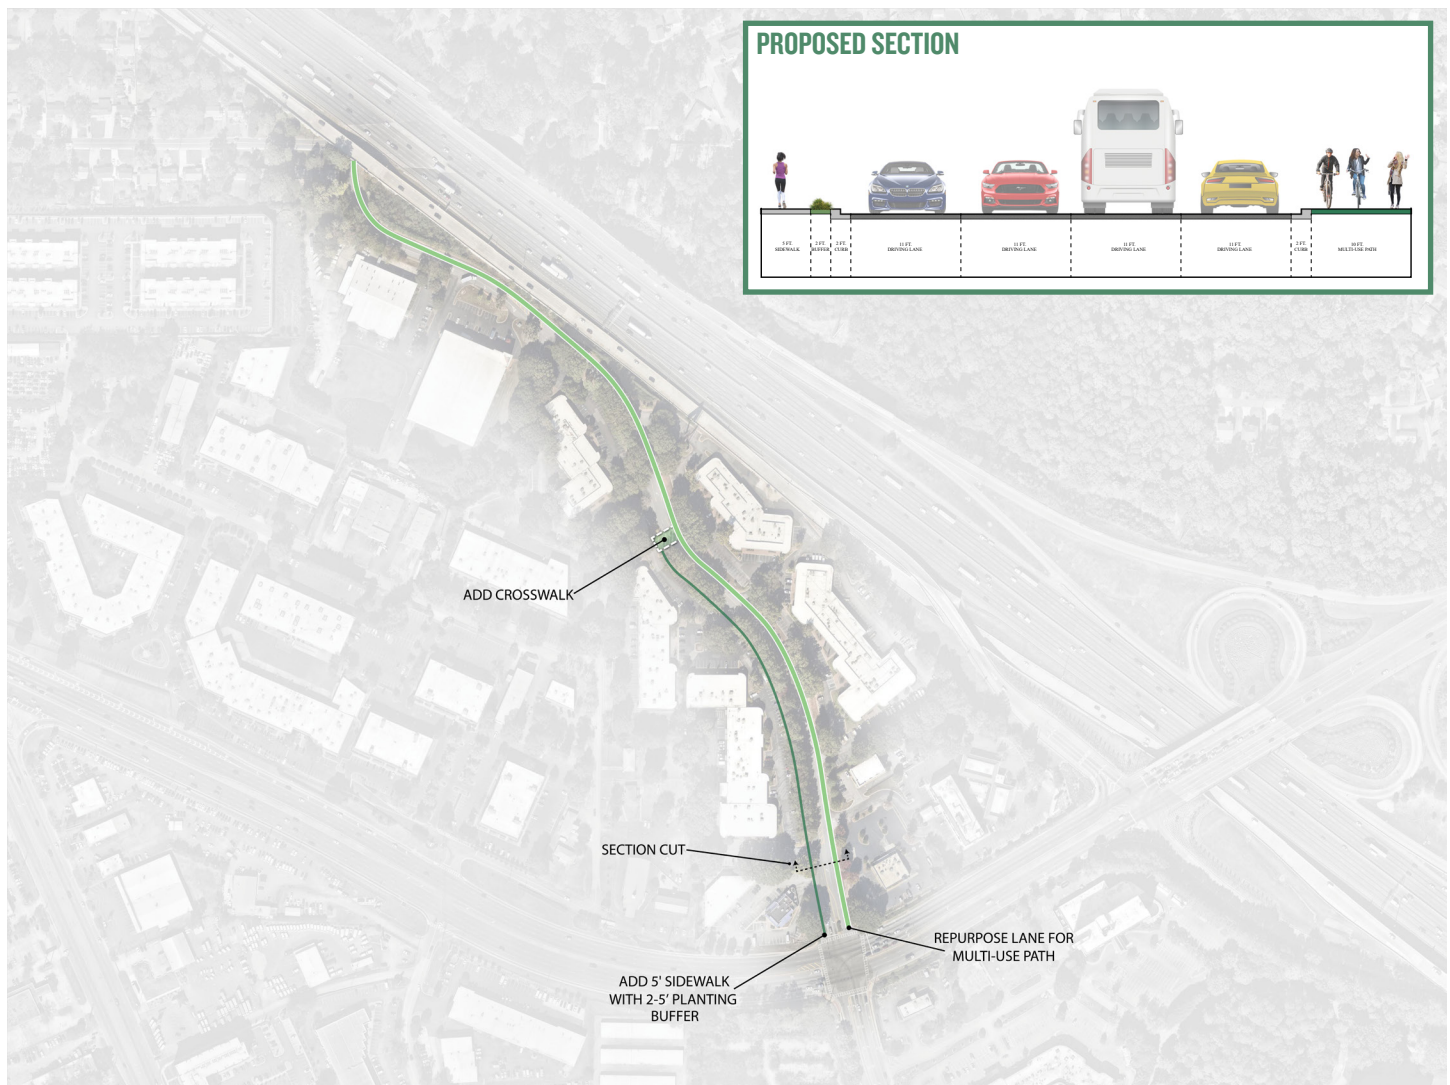 PROPOSED SECTION
5 FT.
SIDEWALK
2 FT.
BUFFER
2 FT.
CURB
11 FT.
DRIVING LANE
11 FT.
DRIVING LANE
11 FT.
DRIVING LANE
11 FT.
DRIVING LANE
2 FT.
CURB
10 FT.
MULTI-USE PATH
ADD CROSSWALK
SECTION CUT
REPURPOSE LANE FOR
MULTI-USE PATH
ADD 5' SIDEWALK
WITH 2-5' PLANTING
BUFFER